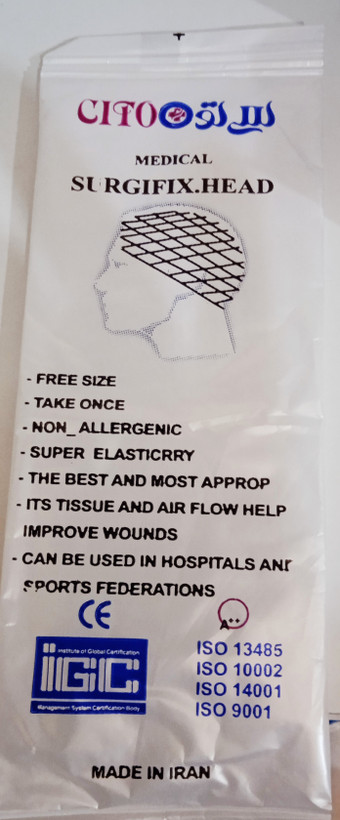 CITO سیتو
MEDICAL
SURGIFIX.HEAD
- FREE SIZE
- TAKE ONCE
- NON_ ALLERGENIC
- SUPER ELASTICRRY
- THE BEST AND MOST APPROP
- ITS TISSUE AND AIR FLOW HELP
IMPROVE WOUNDS
- CAN BE USED IN HOSPITALS AND
SPORTS FEDERATIONS
CE
A++
Institute of Global Certification
IGC
Management System Certification Body
ISO 13485
ISO 10002
ISO 14001
ISO 9001
MADE IN IRAN